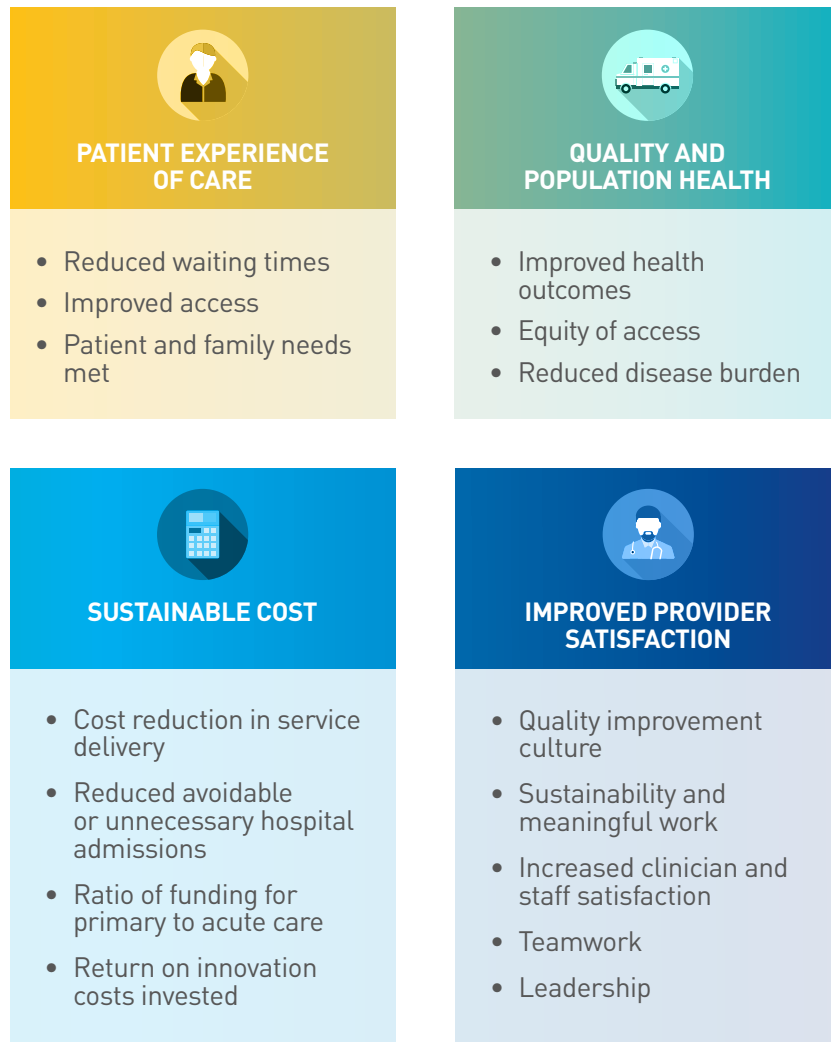 PATIENT EXPERIENCE
OF CARE
• Reduced waiting times
• Improved access
• Patient and family needs
met
QUALITY AND
POPULATION HEALTH
• Improved health
outcomes
• Equity of access
• Reduced disease burden
SUSTAINABLE COST
• Cost reduction in service
delivery
• Reduced avoidable
or unnecessary hospital
admissions
• Ratio of funding for
primary to acute care
• Return on innovation
costs invested
IMPROVED PROVIDER
SATISFACTION
• Quality improvement
culture
• Sustainability and
meaningful work
• Increased clinician and
staff satisfaction
• Teamwork
• Leadership